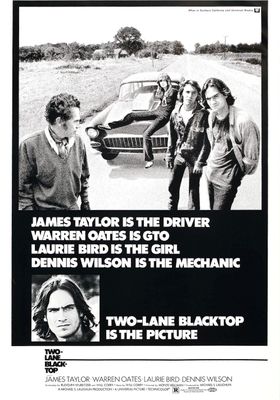 JAMES TAYLOR IS THE DRIVER
WARREN OATES IS GTO
LAURIE BIRD IS THE GIRL
DENNIS WILSON IS THE MECHANIC
TWO-LANE BLACKTOP
IS THE PICTURE
TWO-
LANE
BLACK-
TOP
JAMES TAYLOR · WARREN OATES · LAURIE BIRD · DENNIS WILSON